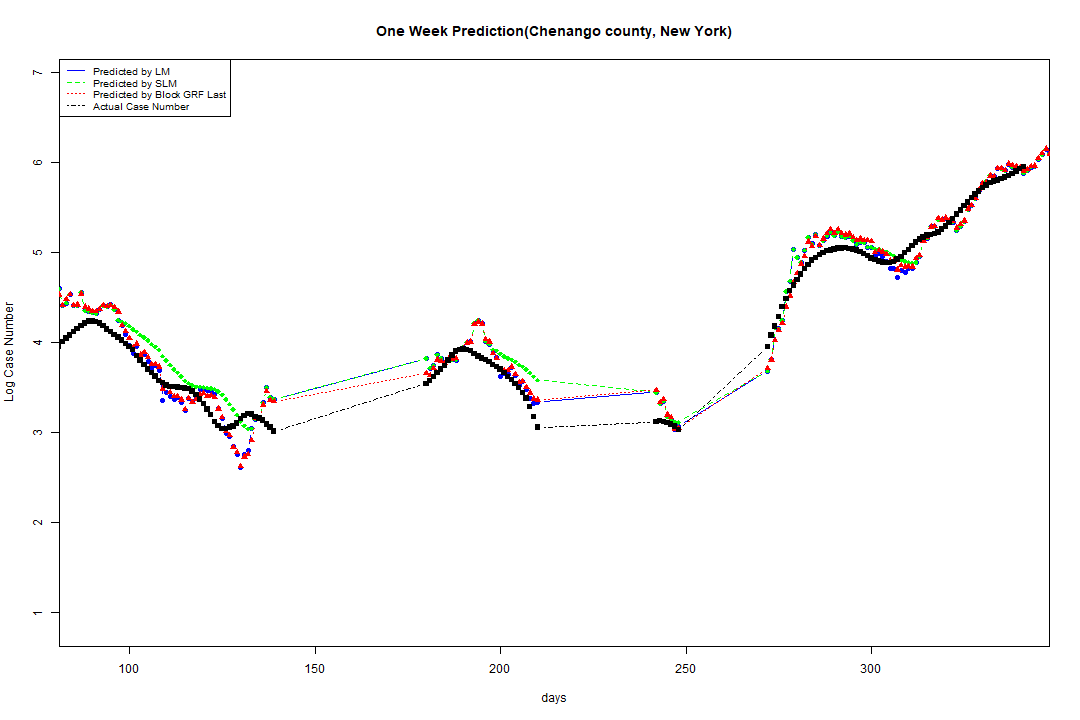 One Week Prediction(Chenango county, New York)
Predicted by LM
Predicted by SLM
Predicted by Block GRF Last
Actual Case Number
7
6
5
4
3
2
1
Log Case Number
100 150 200 250 300
days